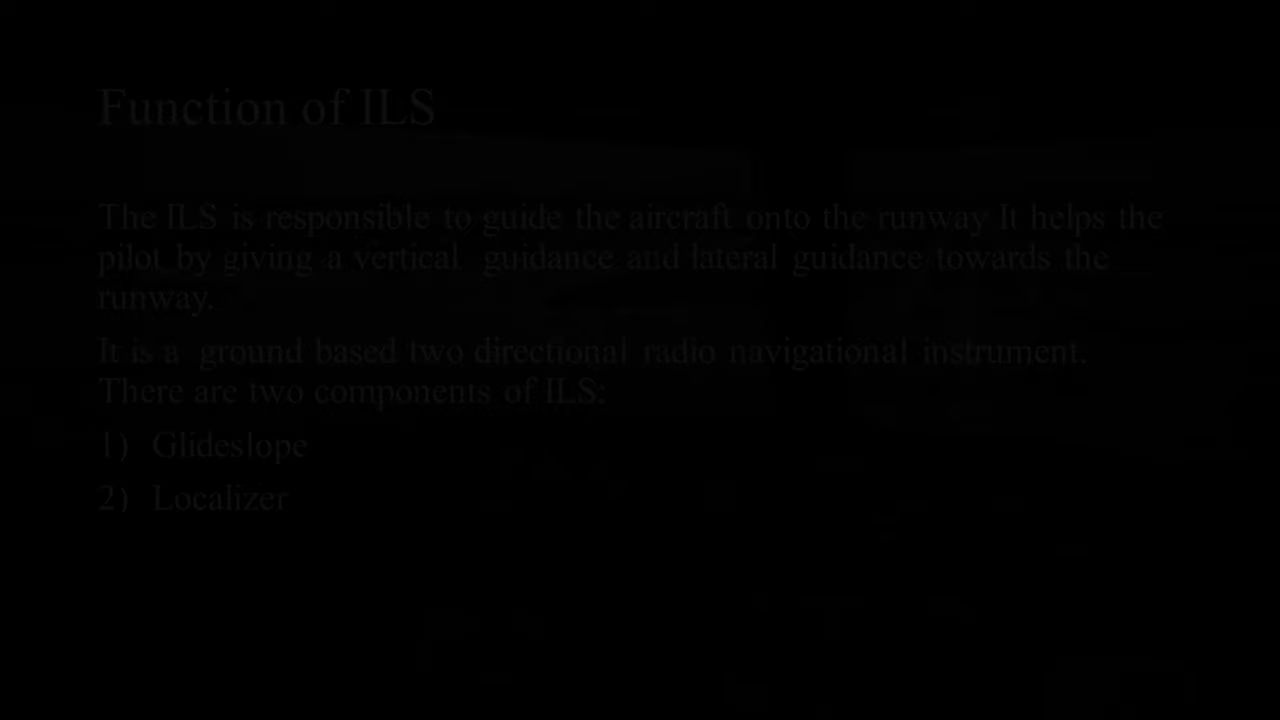 Function of ILS
The ILS is responsible to guide the aircraft onto the runway It helps the
pilot by giving a vertical guidance and lateral guidance towards the
runway.
It is a ground based two directional radio navigational instrument.
There are two components of ILS:
1) Glideslope
2) Localizer